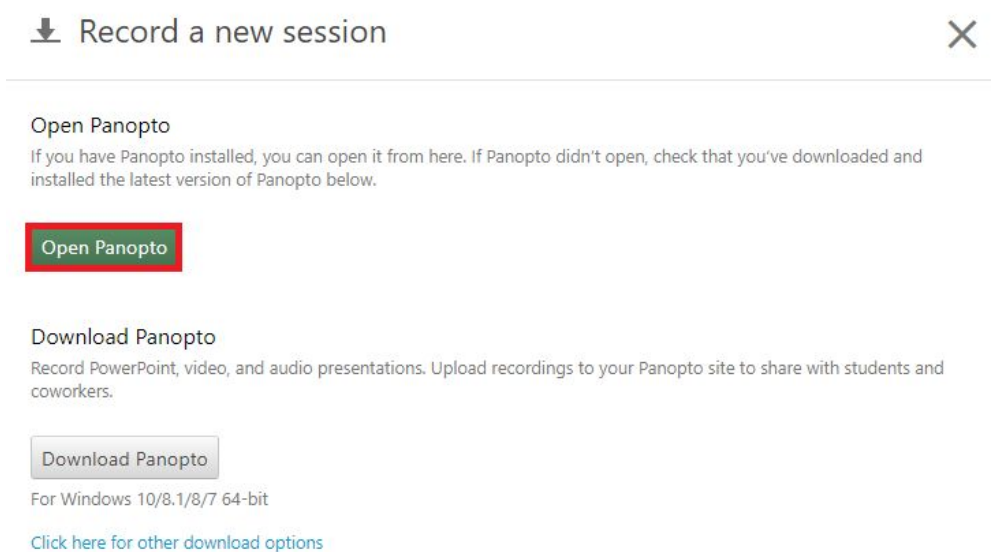 Record a new session
Open Panopto
If you have Panopto installed, you can open it from here. If Panopto didn't open, check that you've downloaded and
installed the latest version of Panopto below.
Open Panopto
Download Panopto
Record PowerPoint, video, and audio presentations. Upload recordings to your Panopto site to share with students and
coworkers.
Download Panopto
For Windows 10/8.1/8/7 64-bit
Click here for other download options